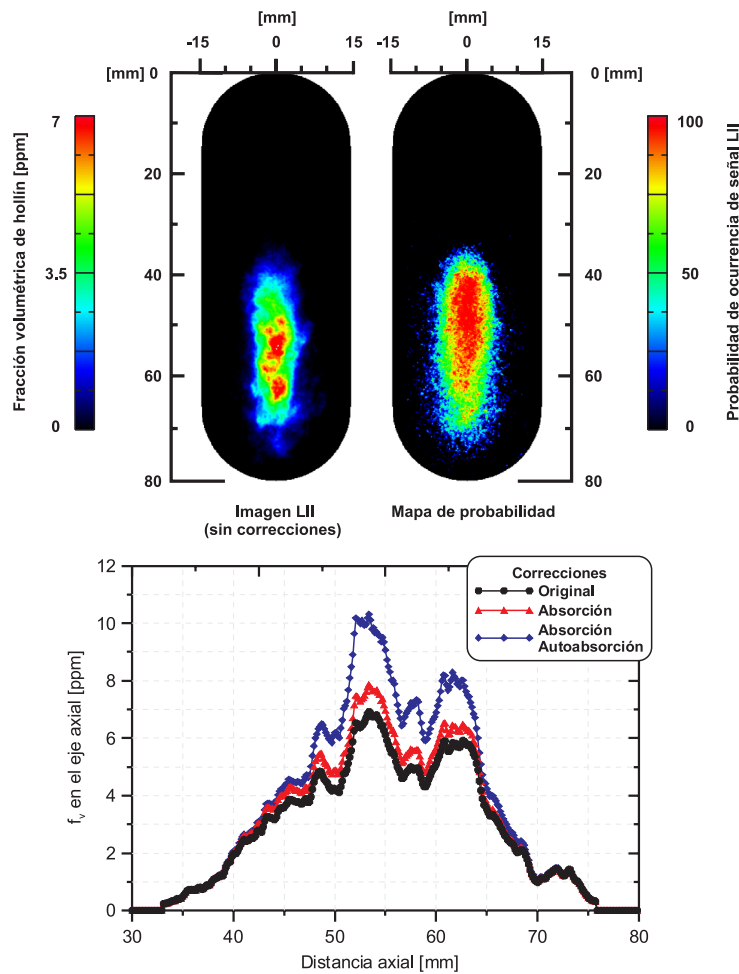 [mm]
[mm]
-15 0 15
-15 0 15
[mm] 0
0 [mm]
7
100
20
20
Fracción volumétrica de hollín [ppm]
Probabilidad de ocurrencia de señal LII
40
40
3.5
50
60
60
0
0
80
80
Imagen LII
(sin correcciones)
Mapa de probabilidad
Correcciones
Original
Absorción
Absorción
Autoabsorción
12
10
8
6
4
2
0
fv en el eje axial [ppm]
30 40 50 60 70 80
Distancia axial [mm]